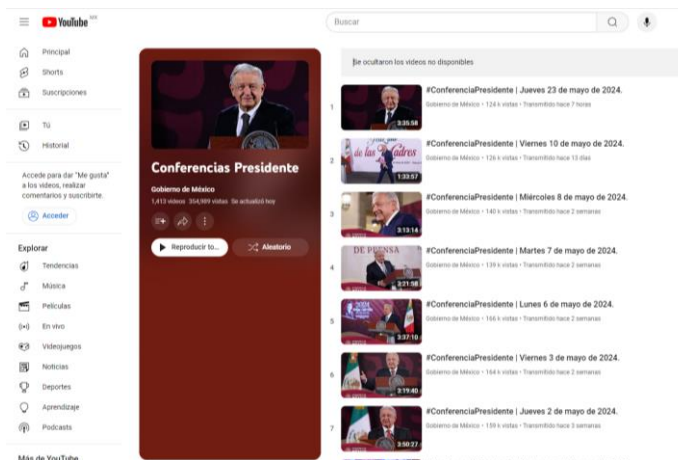 YouTube MX
Buscar
Principal
Shorts
Suscripciones
Tú
Historial
Accede para dar "Me gusta"
a los videos, realizar
comentarios y suscribirte.
Acceder
Explorar
Tendencias
Música
Películas
En vivo
Videojuegos
Noticias
Deportes
Aprendizaje
Podcasts
Más de YouTube
Conferencias Presidente
Gobierno de México
1,413 videos 354,989 vistas Se actualizó hoy
Reproducir to...
Aleatorio
Se ocultaron los videos no disponibles
1
3:35:58
#ConferenciaPresidente | Jueves 23 de mayo de 2024.
Gobierno de México • 124 k vistas • Transmitido hace 7 horas
2
de las Madres
1:33:57
#ConferenciaPresidente | Viernes 10 de mayo de 2024.
Gobierno de México • 126 k vistas • Transmitido hace 13 días
3
3:13:14
#ConferenciaPresidente | Miércoles 8 de mayo de 2024.
Gobierno de México • 140 k vistas • Transmitido hace 2 semanas
4
DE PRENSA
3:21:58
#ConferenciaPresidente | Martes 7 de mayo de 2024.
Gobierno de México • 139 k vistas • Transmitido hace 2 semanas
5
2024
3:37:10
#ConferenciaPresidente | Lunes 6 de mayo de 2024.
Gobierno de México • 166 k vistas • Transmitido hace 2 semanas
6
3:19:40
#ConferenciaPresidente | Viernes 3 de mayo de 2024.
Gobierno de México • 164 k vistas • Transmitido hace 2 semanas
7
3:50:27
#ConferenciaPresidente | Jueves 2 de mayo de 2024.
Gobierno de México • 159 k vistas • Transmitido hace 3 semanas